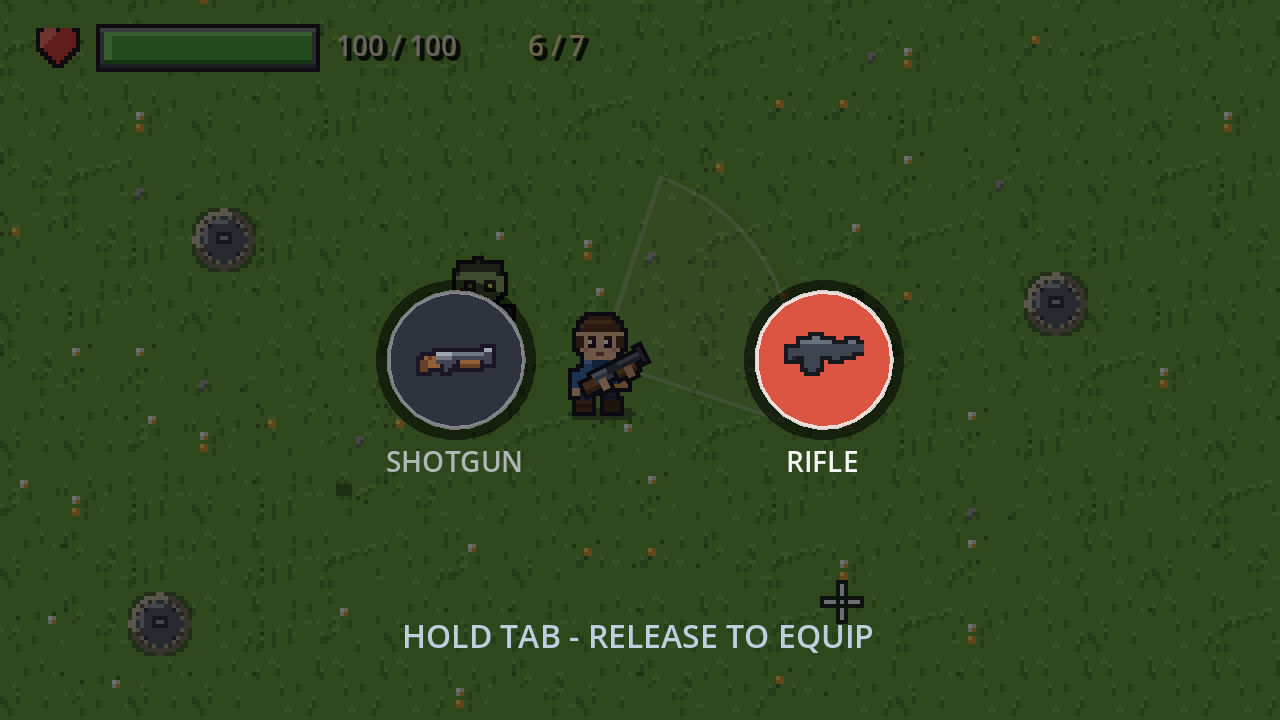 100 / 100
6 / 7
SHOTGUN
RIFLE
HOLD TAB - RELEASE TO EQUIP